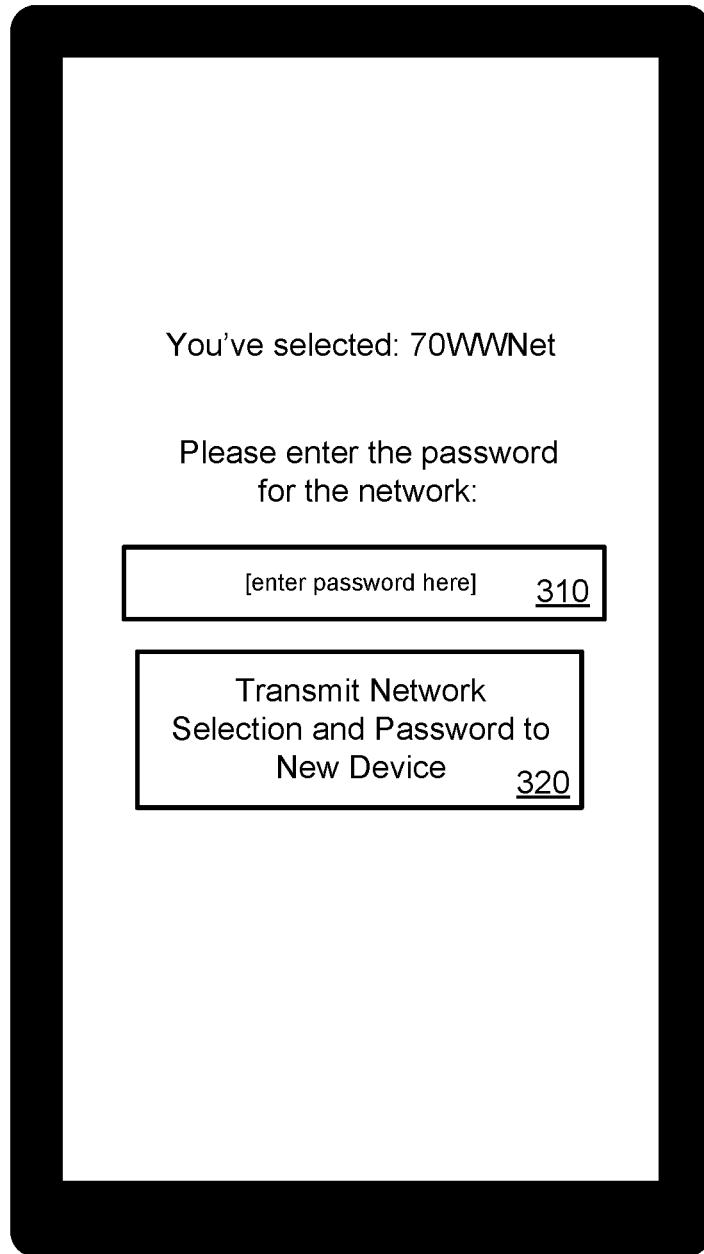 You've selected: 70WWNet
Please enter the password
for the network:
[enter password here] 310
Transmit Network
Selection and Password to
New Device 320